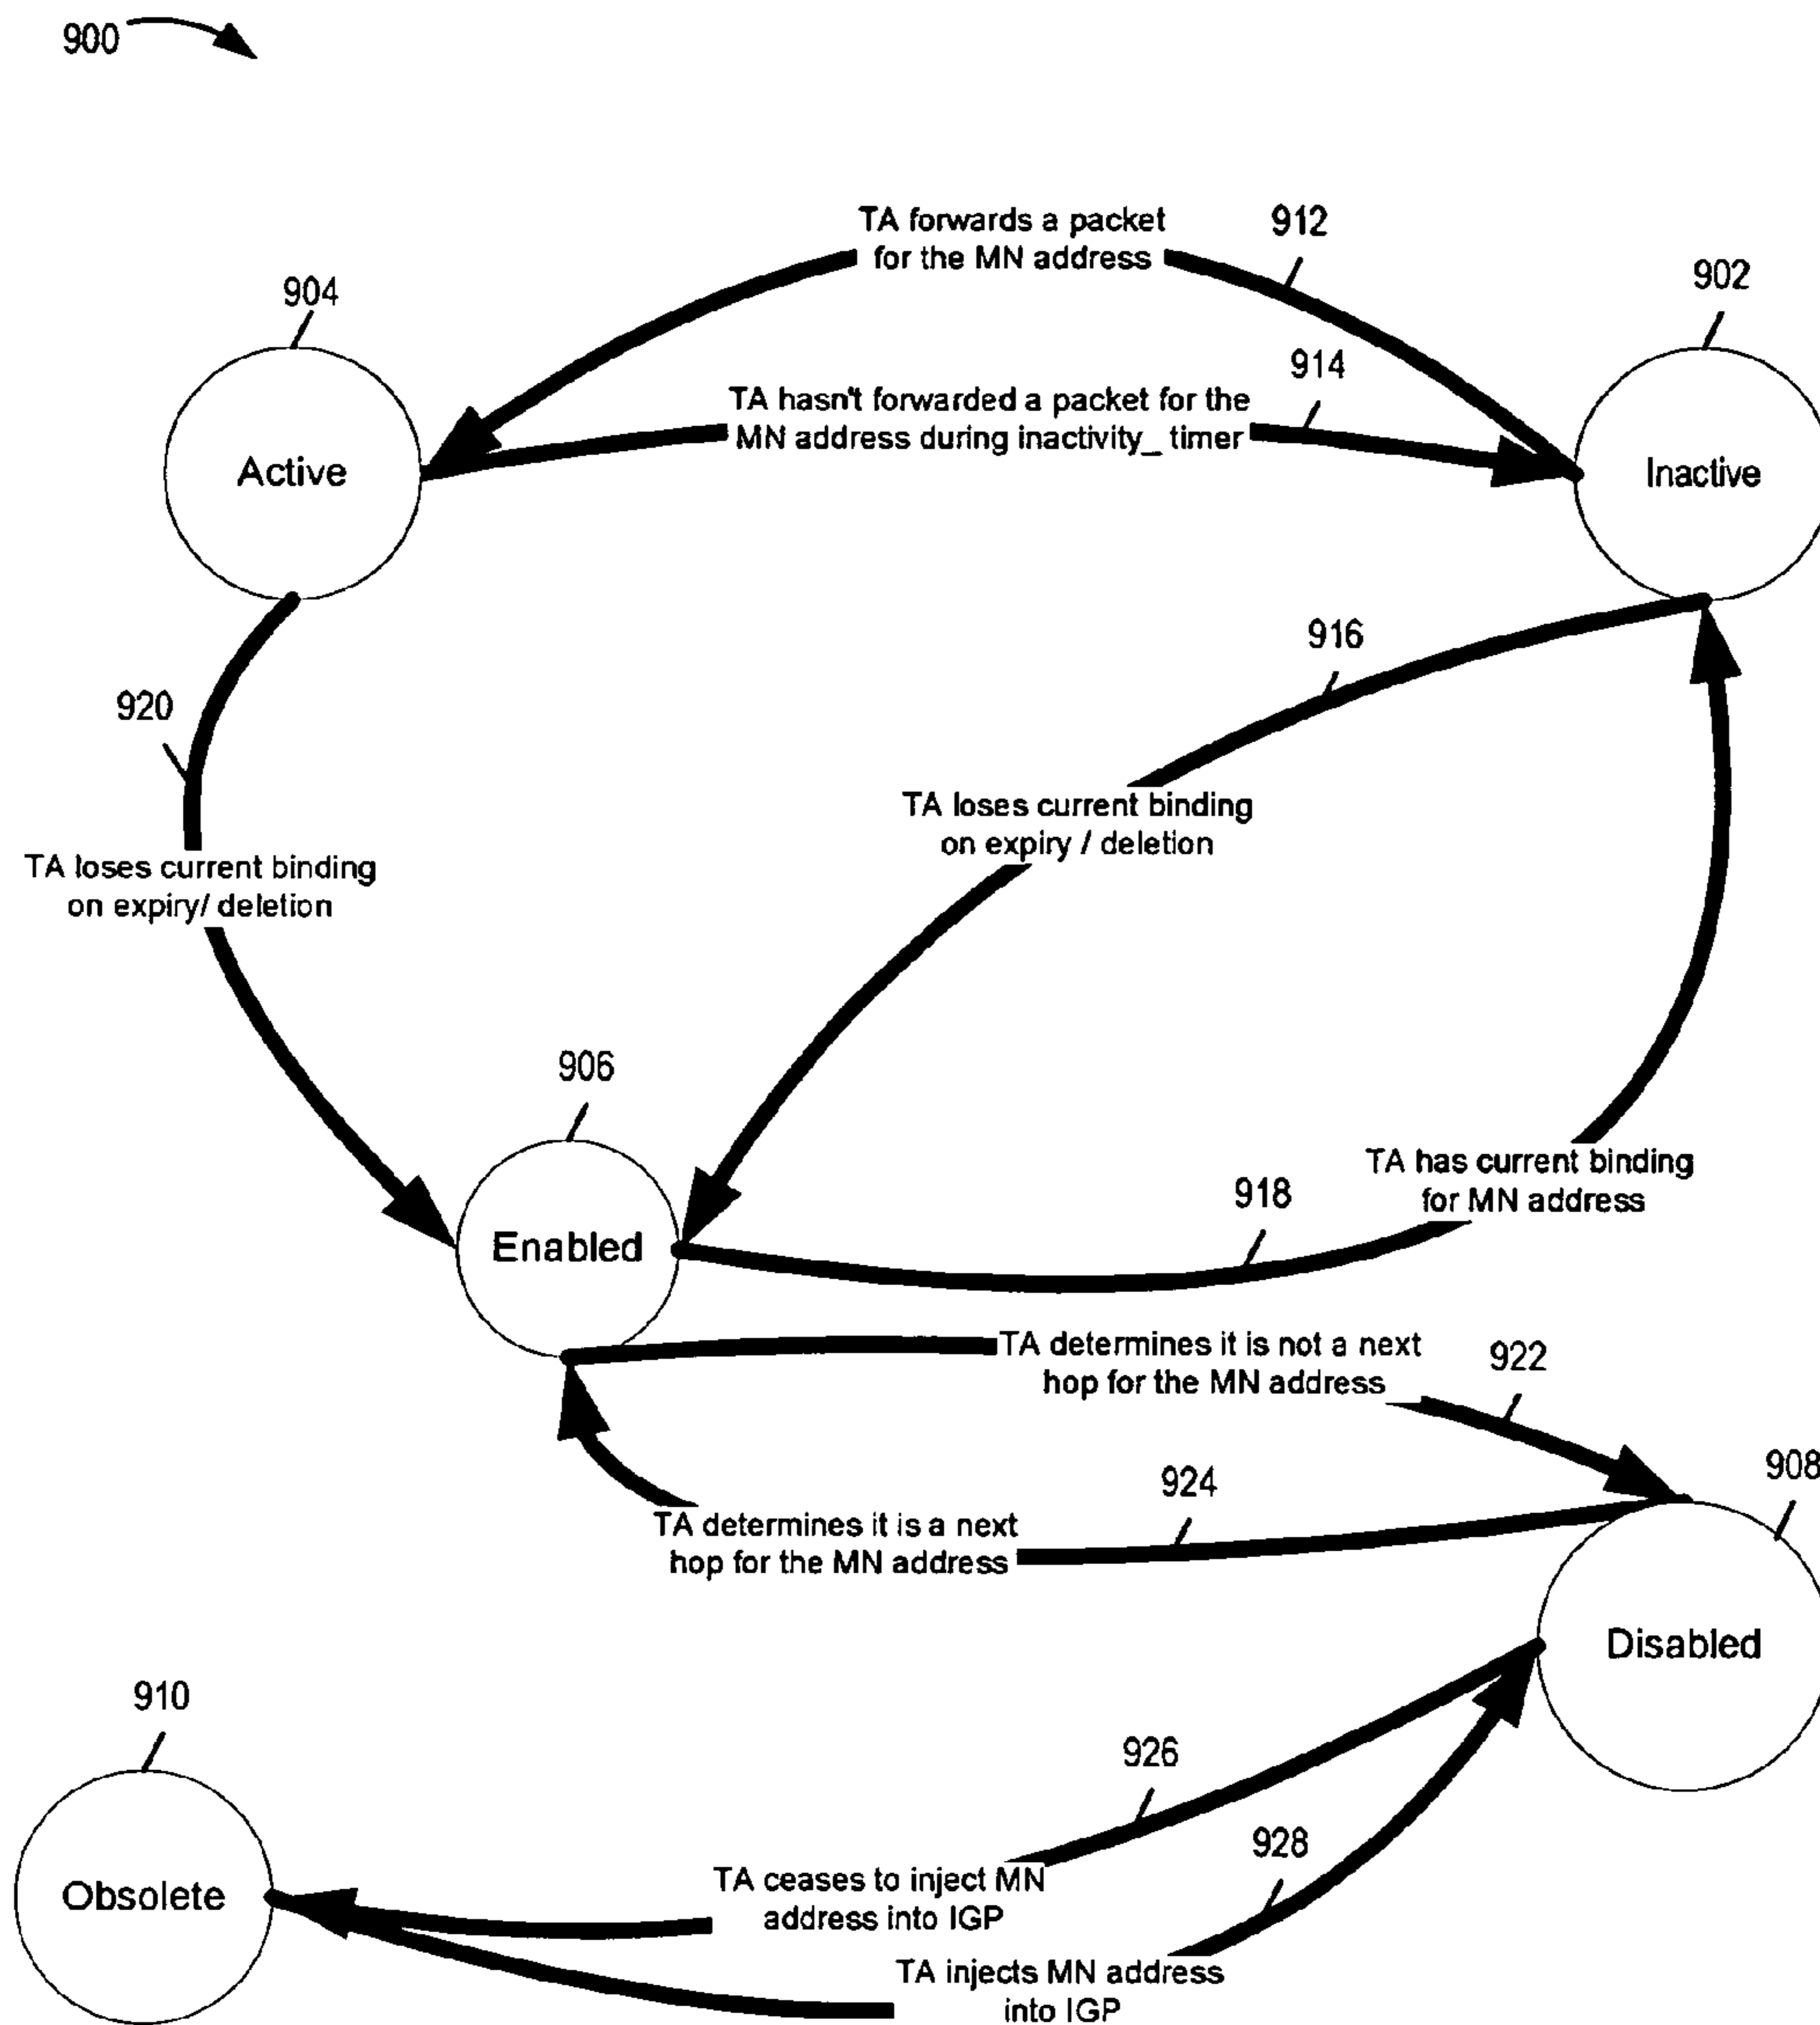 900
TA forwards a packet
for the MN address
912
902
904
914
TA hasn't forwarded a packet for the
MN address during inactivity_ timer
Active
Inactive
916
920
TA loses current binding
on expiry / deletion
TA loses current binding
on expiry/ deletion
906
TA has current binding
for MN address
918
Enabled
TA determines it is not a next
hop for the MN address
922
908
924
TA determines it is a next
hop for the MN address
Disabled
910
926
928
TA ceases to inject MN
address into IGP
Obsolete
TA injects MN address
into IGP